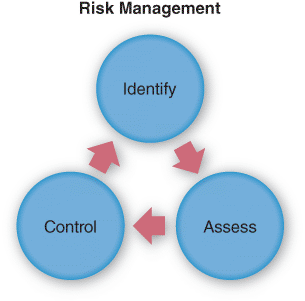 Risk Management
Identify
Control
Assess